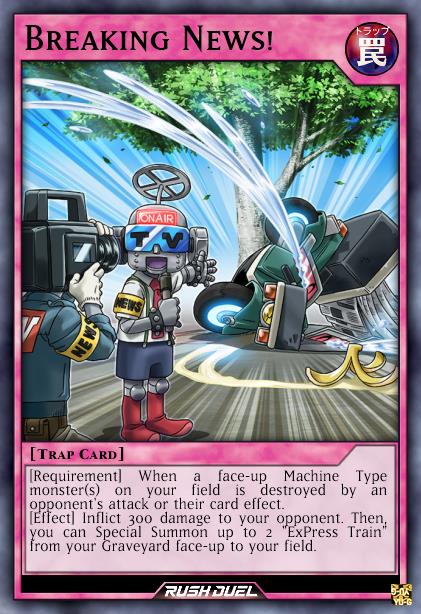 Breaking News!
トラップ
罠
ON AIR
TV
NEWS
NEWS
[Trap Card]
[Requirement] When a face-up Machine Type
monster(s) on your field is destroyed by an
opponent's attack or their card effect.
[Effect] Inflict 300 damage to your opponent. Then,
you can Special Summon up to 2 "ExPress Train"
from your Graveyard face-up to your field.
RUSH DUEL